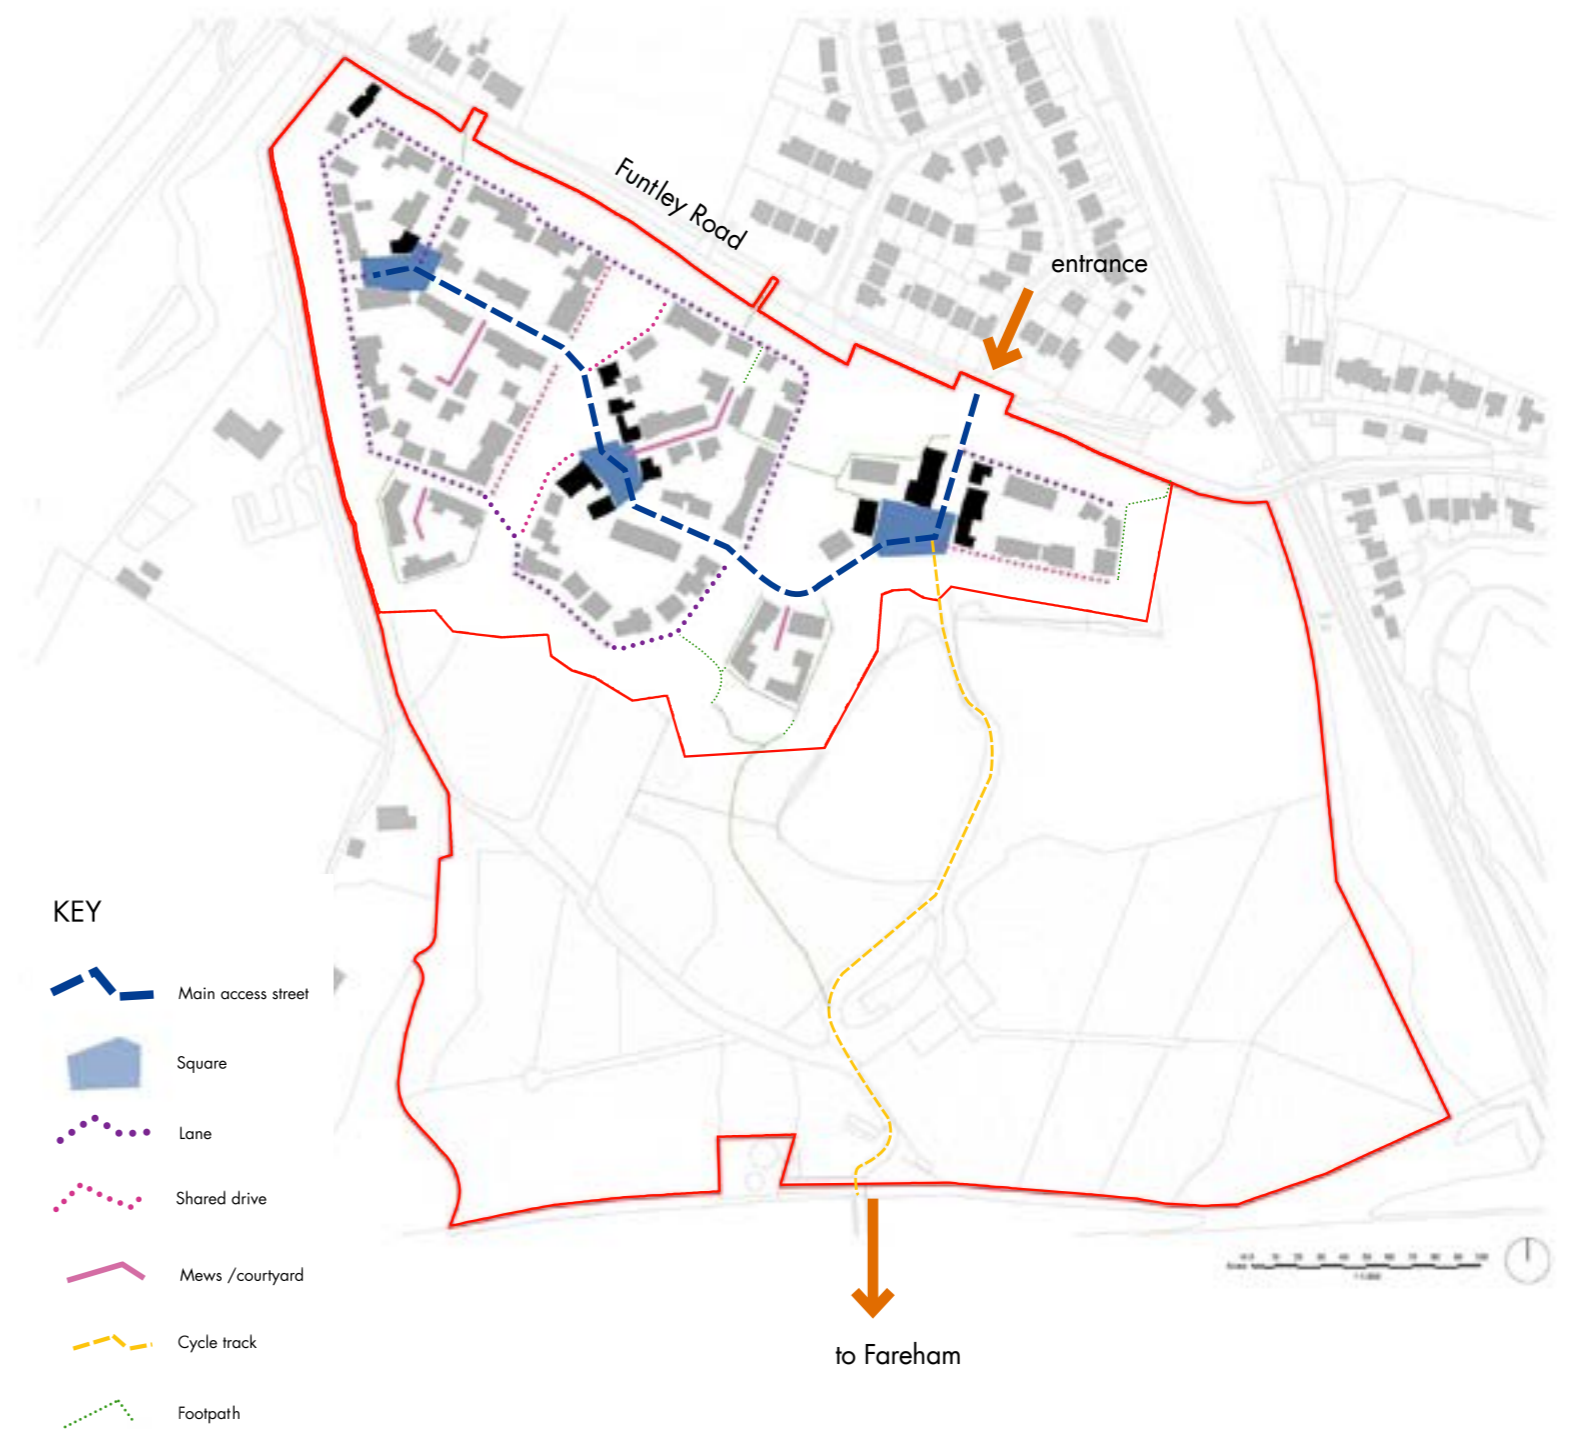 Funtley Road
entrance
KEY
Main access street
Square
Lane
Shared drive
Mews /courtyard
Cycle track
Footpath
to Fareham